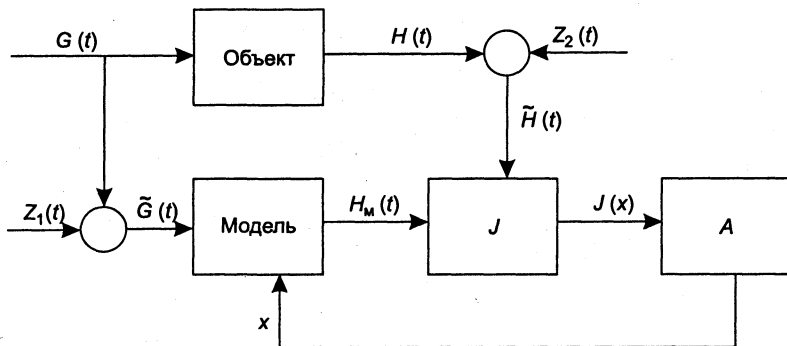 G (t)
Объект
H (t)
Z₂(t)
H̃ (t)
Z₁(t)
G̃ (t)
Модель
Hм (t)
J
J (x)
A
x